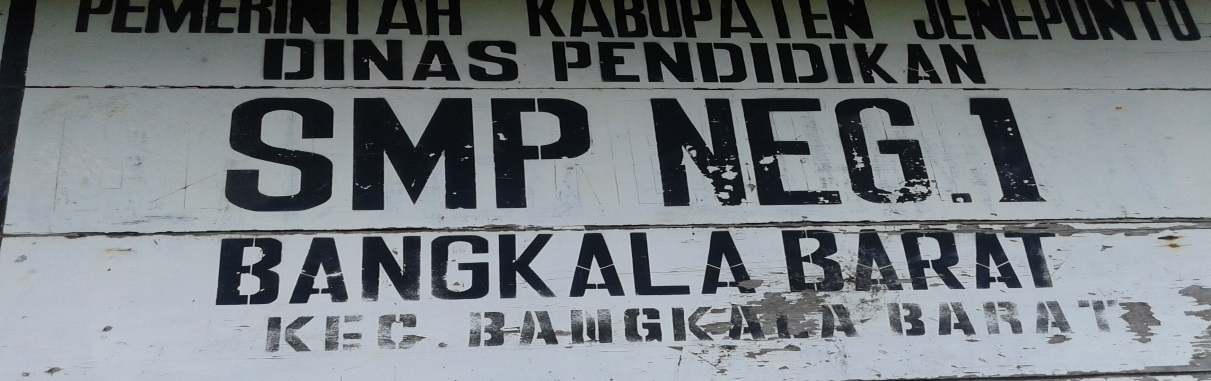 PEMERINTAH KABUPATEN JENEPONTO
DINAS PENDIDIKAN
SMP NEG.1
BANGKALA BARAT
KEC. BANGKALA BARAT